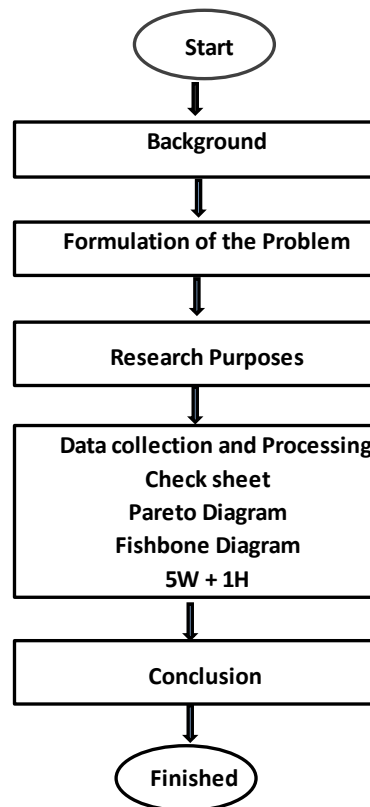 Start
Background
Formulation of the Problem
Research Purposes
Data collection and Processing
Check sheet
Pareto Diagram
Fishbone Diagram
5W + 1H
Conclusion
Finished